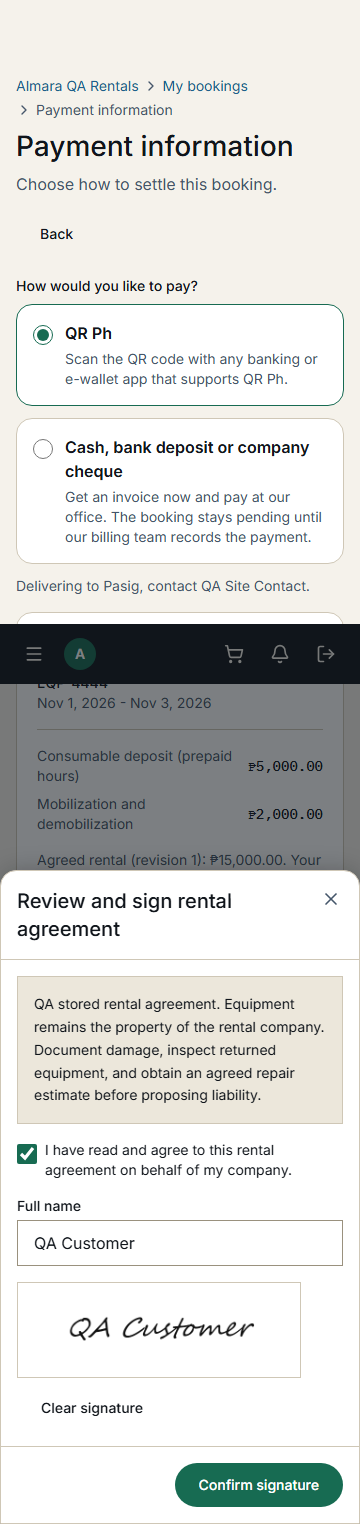 Almara QA Rentals > My bookings
> Payment information
Payment information
Choose how to settle this booking.
Back
How would you like to pay?
QR Ph
Scan the QR code with any banking or
e-wallet app that supports QR Ph.
Cash, bank deposit or company
cheque
Get an invoice now and pay at our
office. The booking stays pending until
our billing team records the payment.
Delivering to Pasig, contact QA Site Contact.
A
Nov 1, 2026 - Nov 3, 2026
Consumable deposit (prepaid
hours)
₱5,000.00
Mobilization and
demobilization
₱2,000.00
Agreed rental (revision 1): ₱15,000.00. Your
Review and sign rental
agreement
QA stored rental agreement. Equipment
remains the property of the rental company.
Document damage, inspect returned
equipment, and obtain an agreed repair
estimate before proposing liability.
I have read and agree to this rental
agreement on behalf of my company.
Full name
QA Customer
QA Customer
Clear signature
Confirm signature